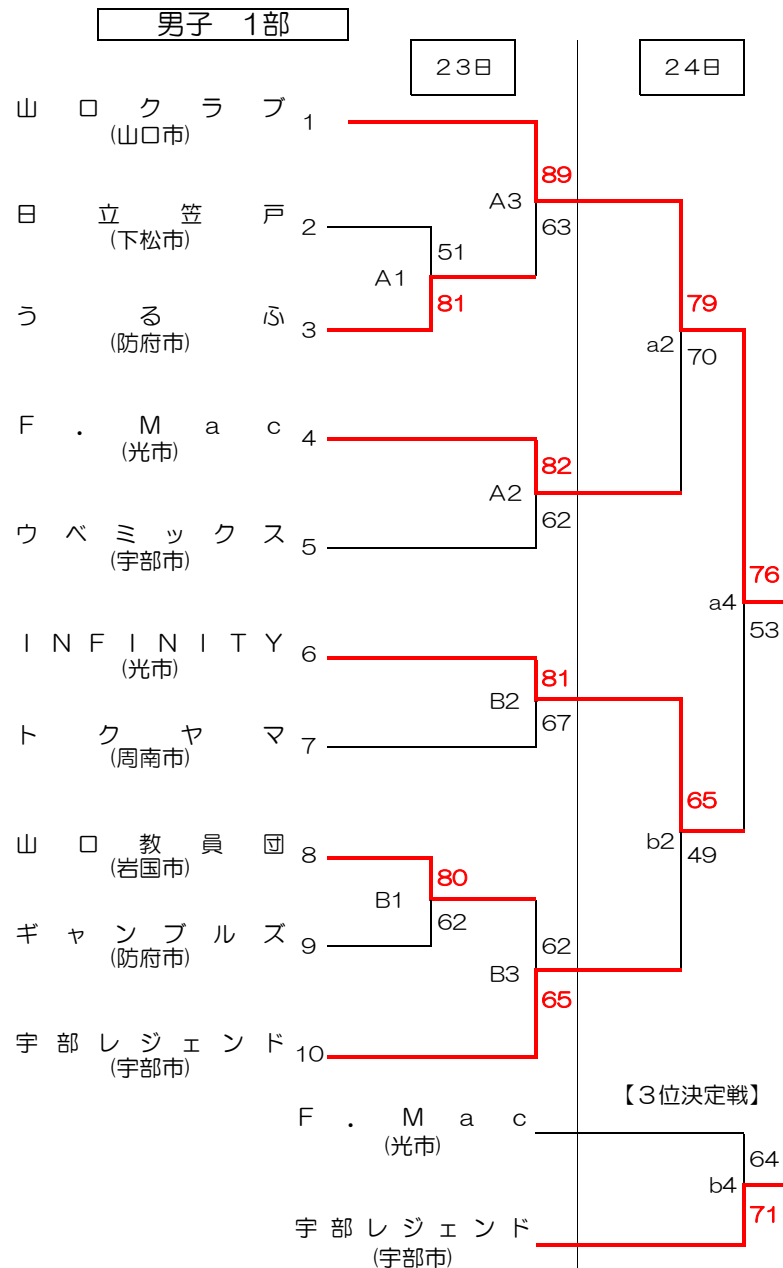 男子 1部
23日
24日
山口クラブ 1
(山口市)
89
A3
63
日立笠戸 2
(下松市)
51
A1
81
うるふ 3
(防府市)
79
a2
70
F.Mac 4
(光市)
82
A2
62
ウベミックス 5
(宇部市)
76
a4
53
INFINITY 6
(光市)
81
B2
67
トクヤマ 7
(周南市)
65
b2
49
山口教員団 8
(岩国市)
80
B1
62
ギャンブルズ 9
(防府市)
62
B3
65
宇部レジェンド 10
(宇部市)
【3位決定戦】
F.Mac
(光市)
64
b4
71
宇部レジェンド
(宇部市)